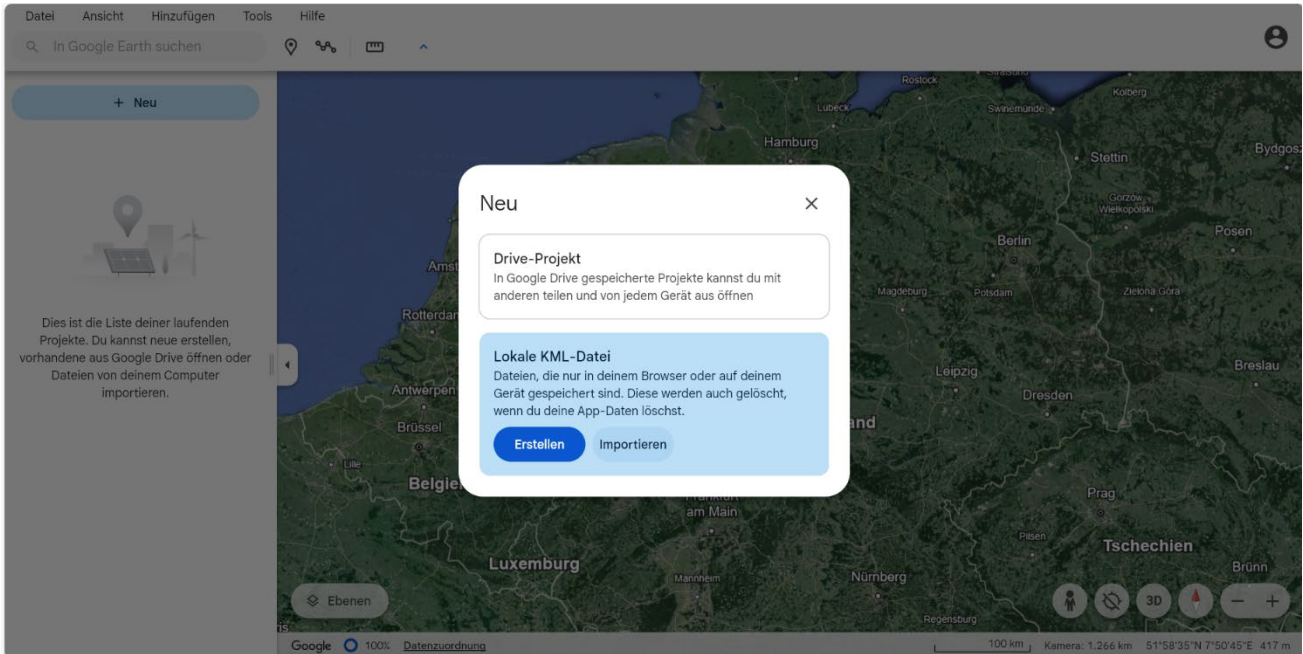 Datei Ansicht Hinzufügen Tools Hilfe
In Google Earth suchen
+ Neu
Dies ist die Liste deiner laufenden
Projekte. Du kannst neue erstellen,
vorhandene aus Google Drive öffnen oder
Dateien von deinem Computer
importieren.
Neu
Drive-Projekt
In Google Drive gespeicherte Projekte kannst du mit
anderen teilen und von jedem Gerät aus öffnen
Lokale KML-Datei
Dateien, die nur in deinem Browser oder auf deinem
Gerät gespeichert sind. Diese werden auch gelöscht,
wenn du deine App-Daten löschst.
Erstellen Importieren
Rostock
Stralsund
Kolberg
Lübeck
Swinemünde
Hamburg
Stettin
Bydgosz
Gorzów
Wielkopolski
Posen
Berlin
Amst
Magdeburg
Potsdam
Zielona Góra
Rotterdam
Leipzig
Breslau
Antwerpen
Dresden
Brüssel
and
Lille
Belgie
Frankfurt
am Main
Prag
Pilsen
Tschechien
Luxemburg
Mannheim
Nürnberg
Brünn
Regensburg
Ebenen
3D
is
Google 100% Datenzuordnung
100 km Kamera: 1.266 km 51°58'35"N 7°50'45"E 417 m